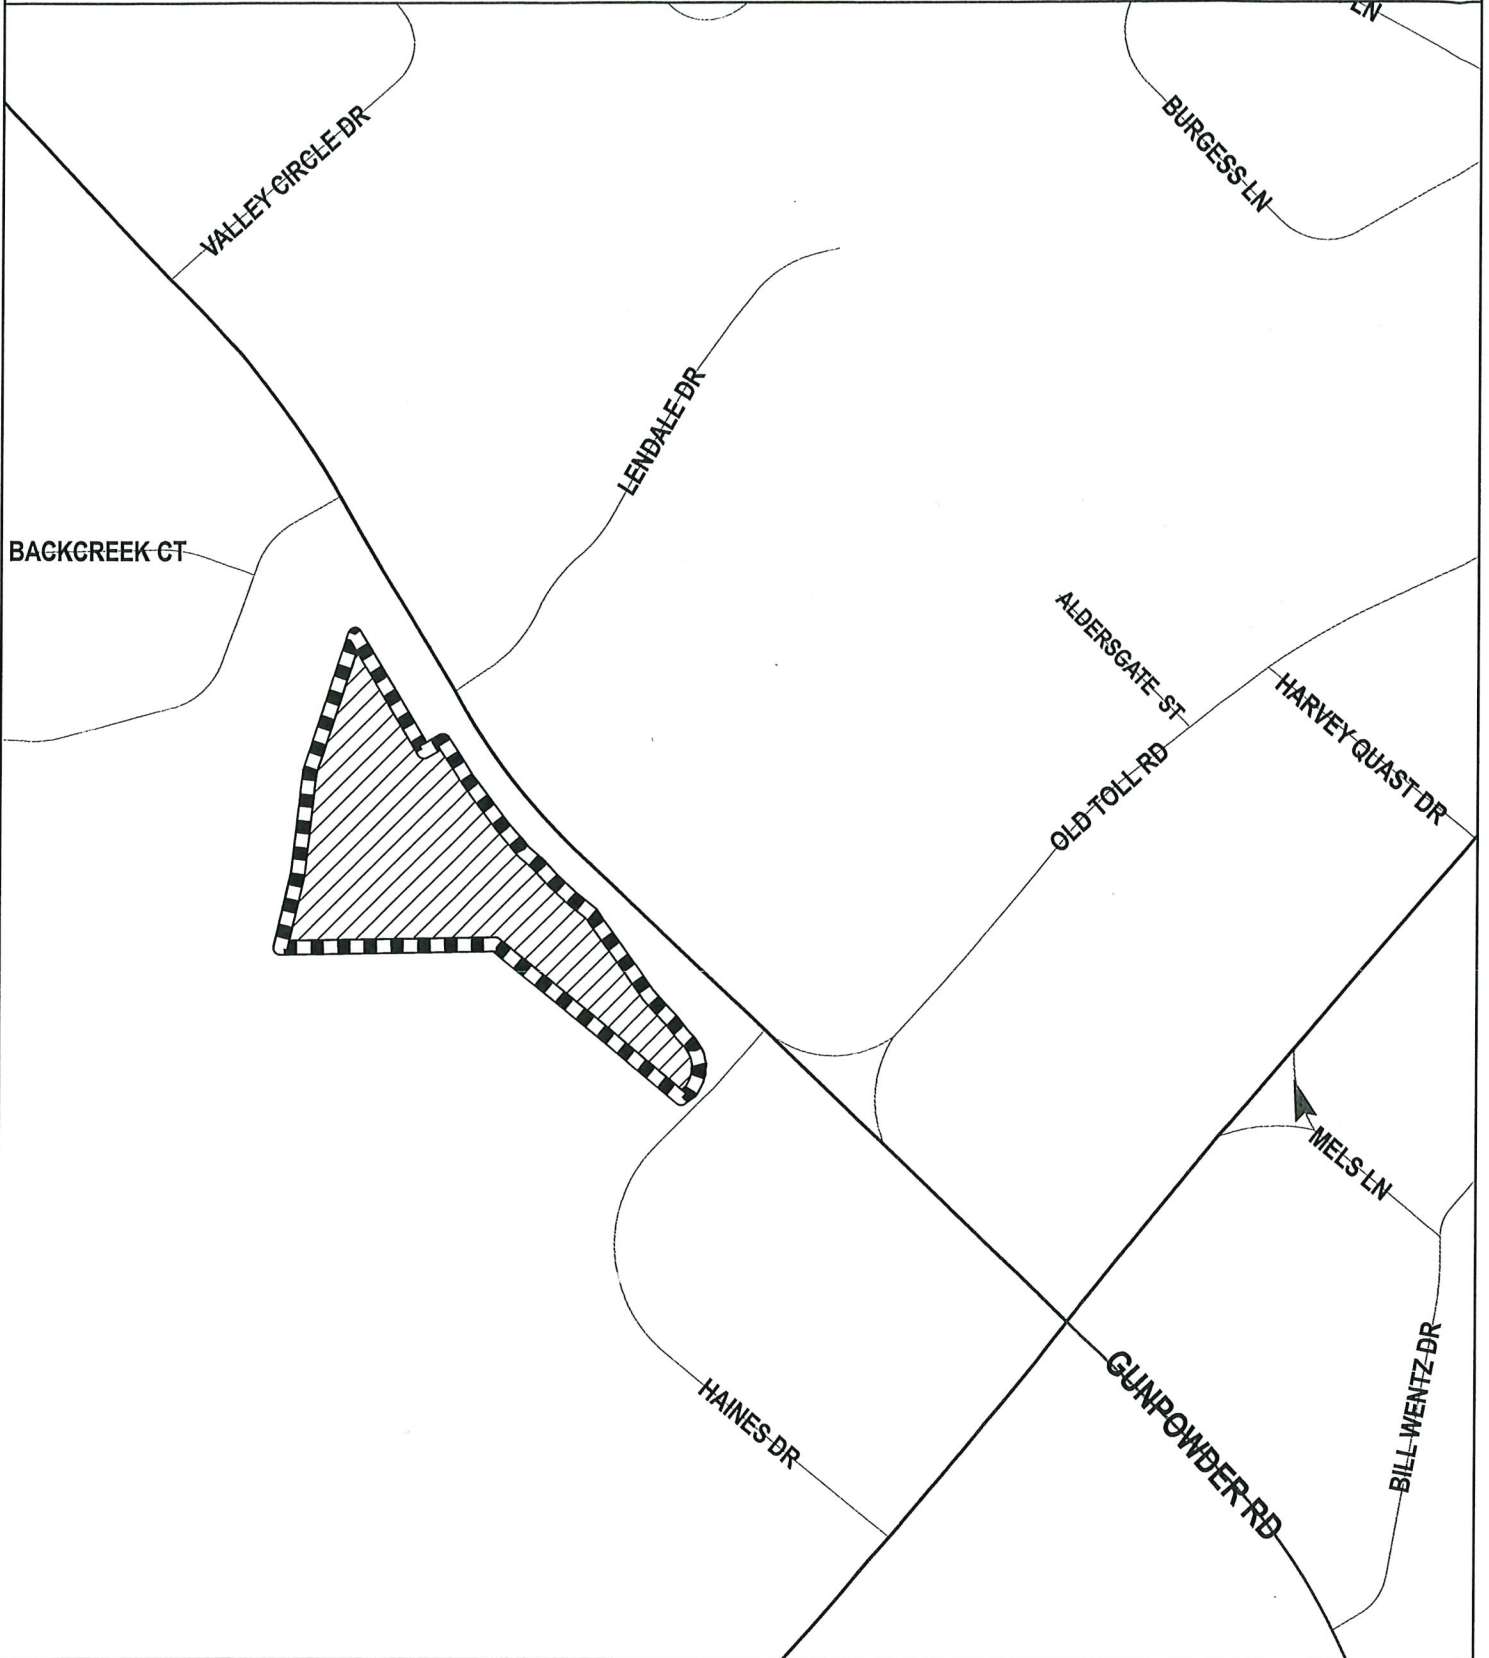 LN
VALLEY CIRCLE DR
BURGESS LN
LENDALE DR
BACKCREEK CT
ALDERSGATE ST
HARVEY QUAST DR
OLD TOLL RD
MELS LN
BILL WENTZ DR
GUNPOWDER RD
HAINES DR